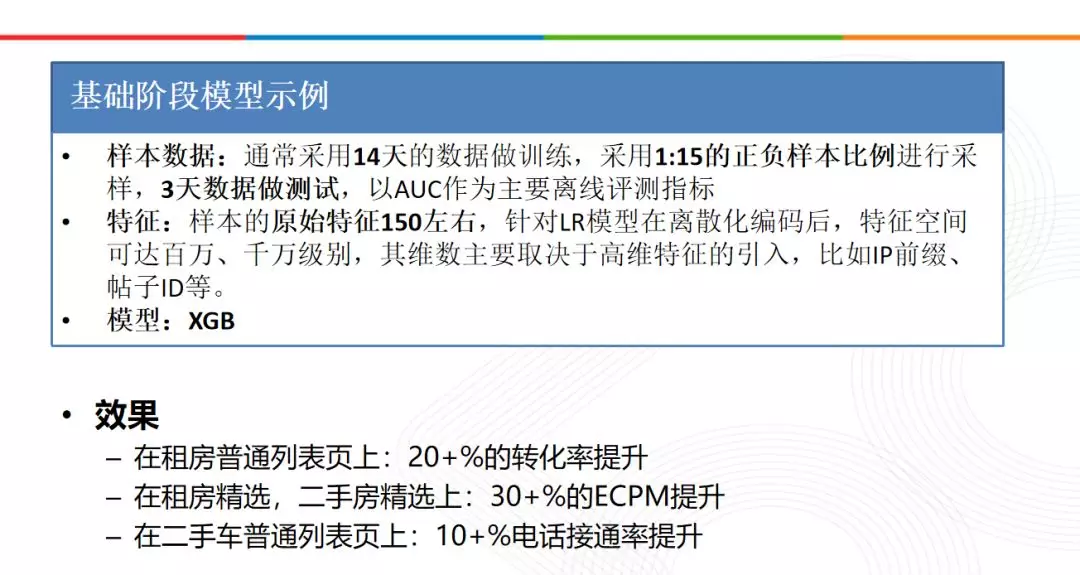 基础阶段模型示例
• 样本数据：通常采用14天的数据做训练，采用1:15的正负样本比例进行采
样，3天数据做测试，以AUC作为主要离线评测指标
• 特征：样本的原始特征150左右，针对LR模型在离散化编码后，特征空间
可达百万、千万级别，其维数主要取决于高维特征的引入，比如IP前缀、
帖子ID等。
• 模型：XGB
• 效果
– 在租房普通列表页上：20+%的转化率提升
– 在租房精选，二手房精选上：30+%的ECPM提升
– 在二手车普通列表页上：10+%电话接通率提升